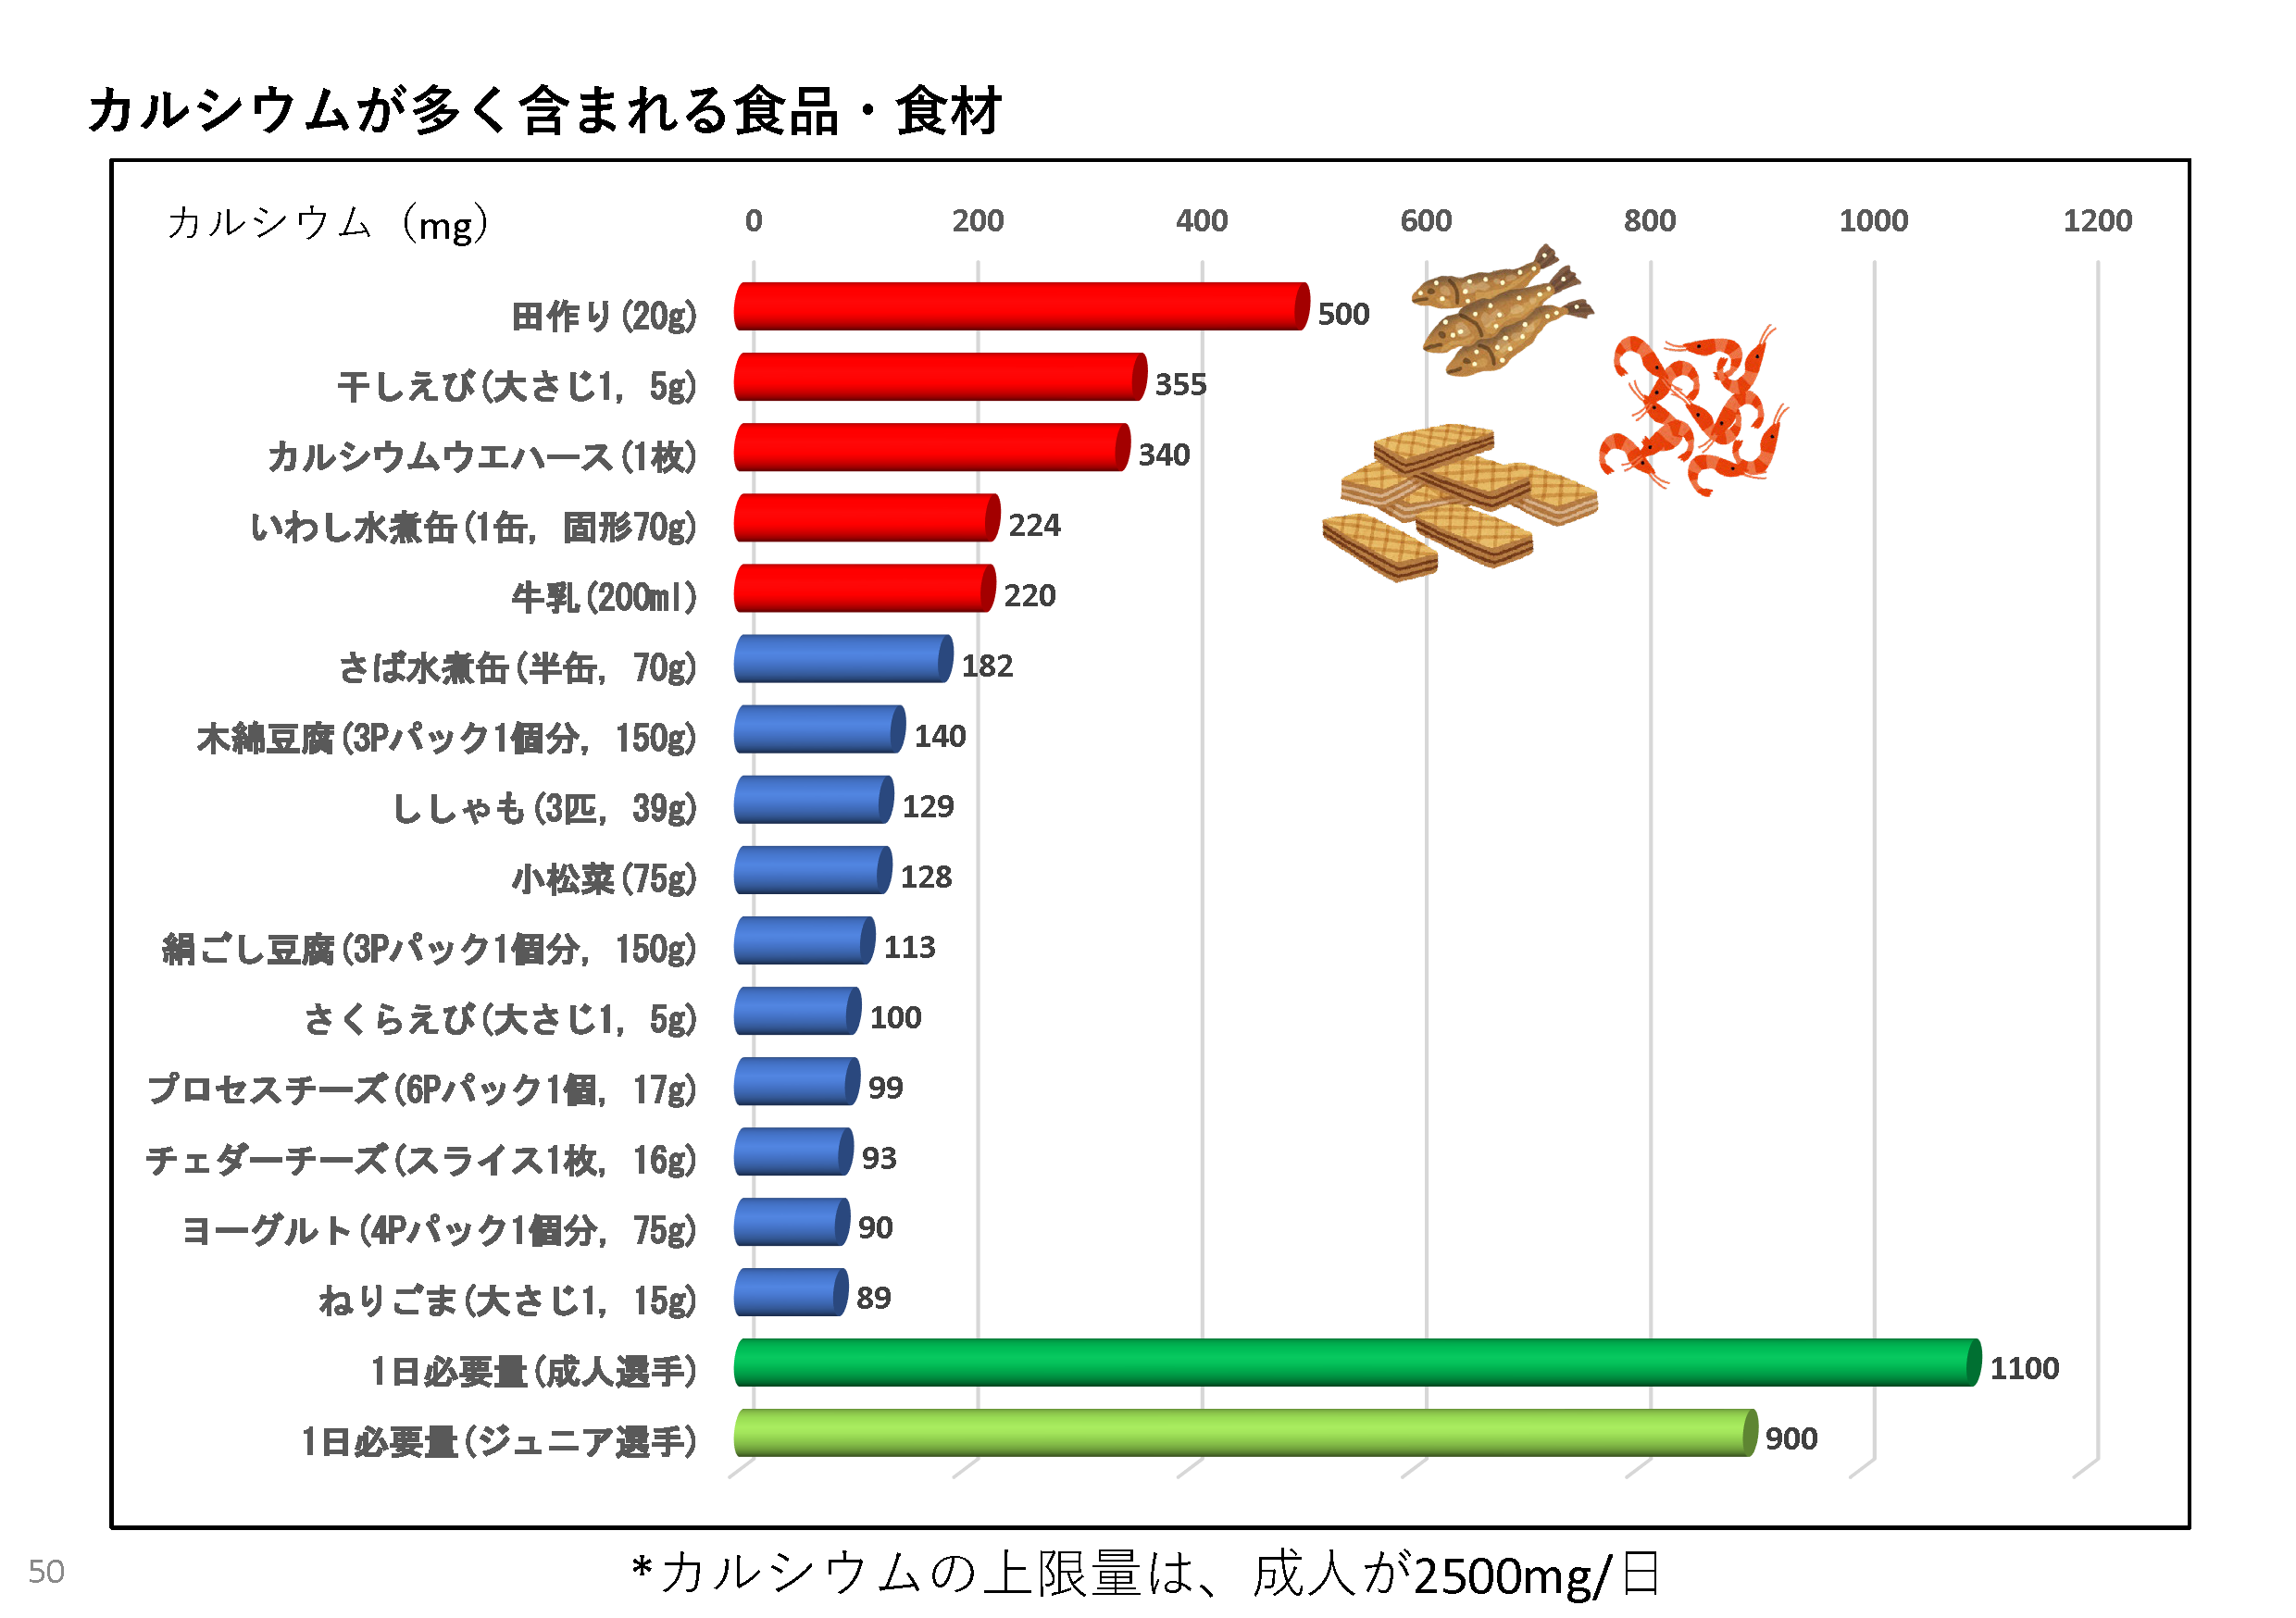 カルシウムが多く含まれる食品・食材
カルシウム（mg）
0 200 400 600 800 1000 1200
田作り(20g) 500
干しえび(大さじ1, 5g) 355
カルシウムウエハース(1枚) 340
いわし水煮缶(1缶, 固形70g) 224
牛乳(200ml) 220
さば水煮缶(半缶, 70g) 182
木綿豆腐(3Pパック1個分, 150g) 140
ししゃも(3匹, 39g) 129
小松菜(75g) 128
絹ごし豆腐(3Pパック1個分, 150g) 113
さくらえび(大さじ1, 5g) 100
プロセスチーズ(6Pパック1個, 17g) 99
チェダーチーズ(スライス1枚, 16g) 93
ヨーグルト(4Pパック1個分, 75g) 90
ねりごま(大さじ1, 15g) 89
1日必要量(成人選手) 1100
1日必要量(ジュニア選手) 900
*カルシウムの上限量は、成人が2500mg/日
50